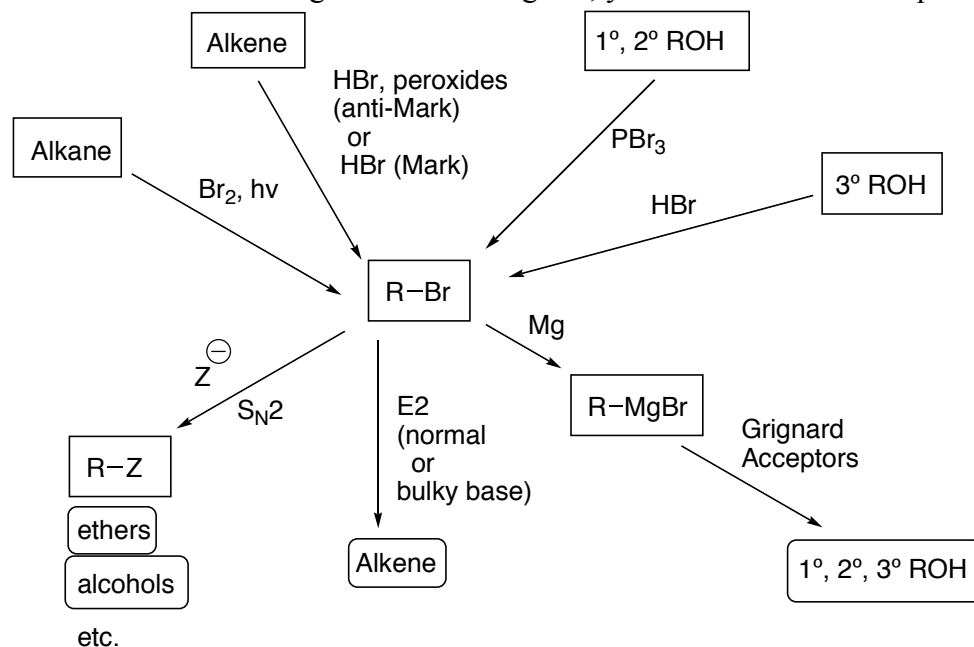 Alkene
1º, 2º ROH
HBr, peroxides
(anti-Mark)
or
HBr (Mark)
PBr3
Alkane
Br2, hv
3º ROH
HBr
R–Br
Mg
Z⊖
SN2
E2
(normal
or
bulky base)
R–MgBr
Grignard
Acceptors
R–Z
ethers
alcohols
etc.
Alkene
1º, 2º, 3º ROH